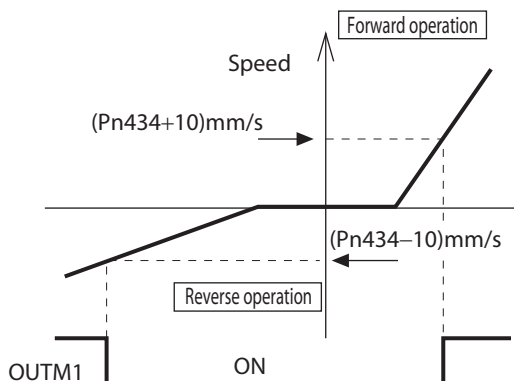 Forward operation
Speed
(Pn434+10)mm/s
(Pn434−10)mm/s
Reverse operation
OUTM1
ON